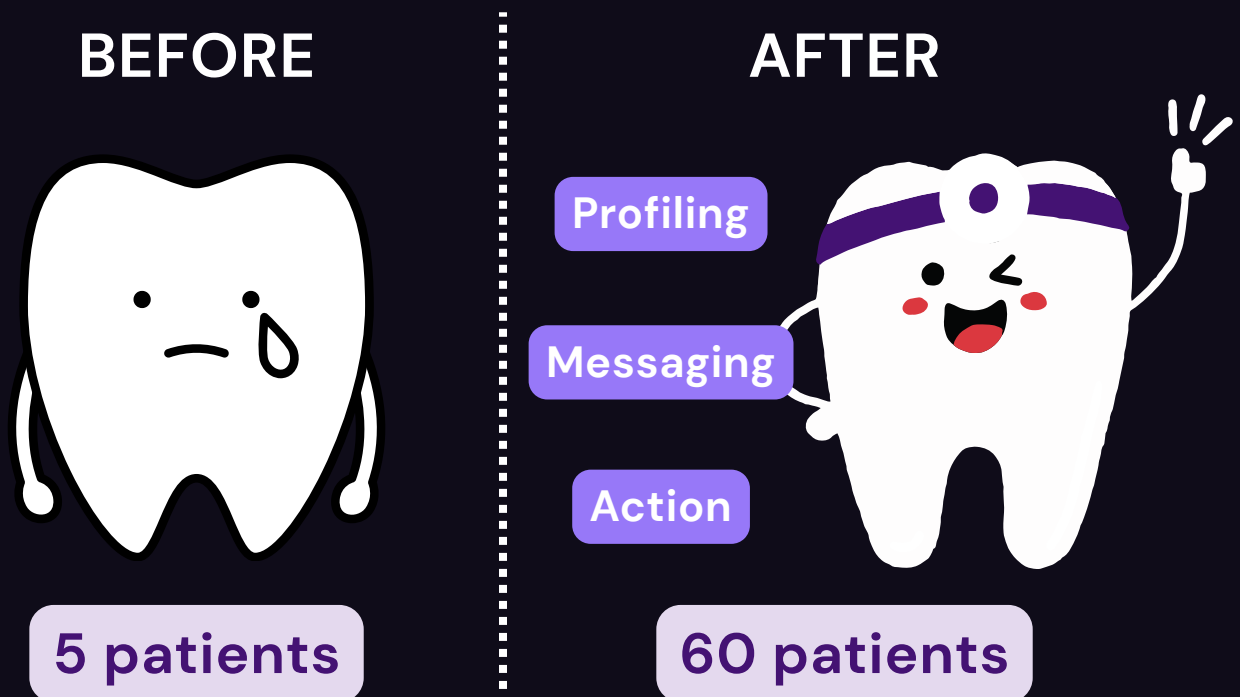 BEFORE
5 patients
AFTER
Profiling
Messaging
Action
60 patients